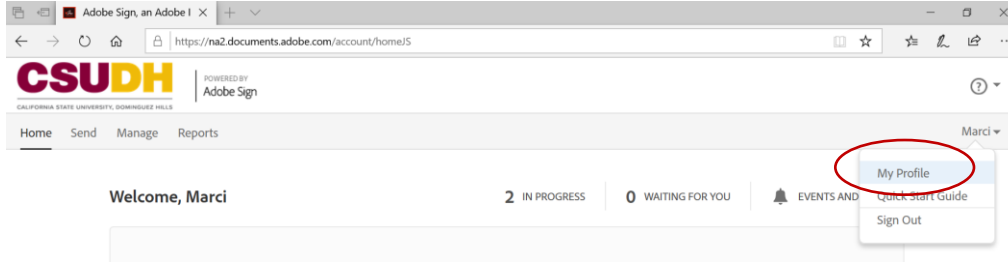 Adobe Sign, an Adobe I
https://na2.documents.adobe.com/account/homeJS
CSUDH
CALIFORNIA STATE UNIVERSITY, DOMINGUEZ HILLS
POWERED BY
Adobe Sign
Home Send Manage Reports
Marci
My Profile
Quick Start Guide
Sign Out
Welcome, Marci
2 IN PROGRESS
0 WAITING FOR YOU
EVENTS AND